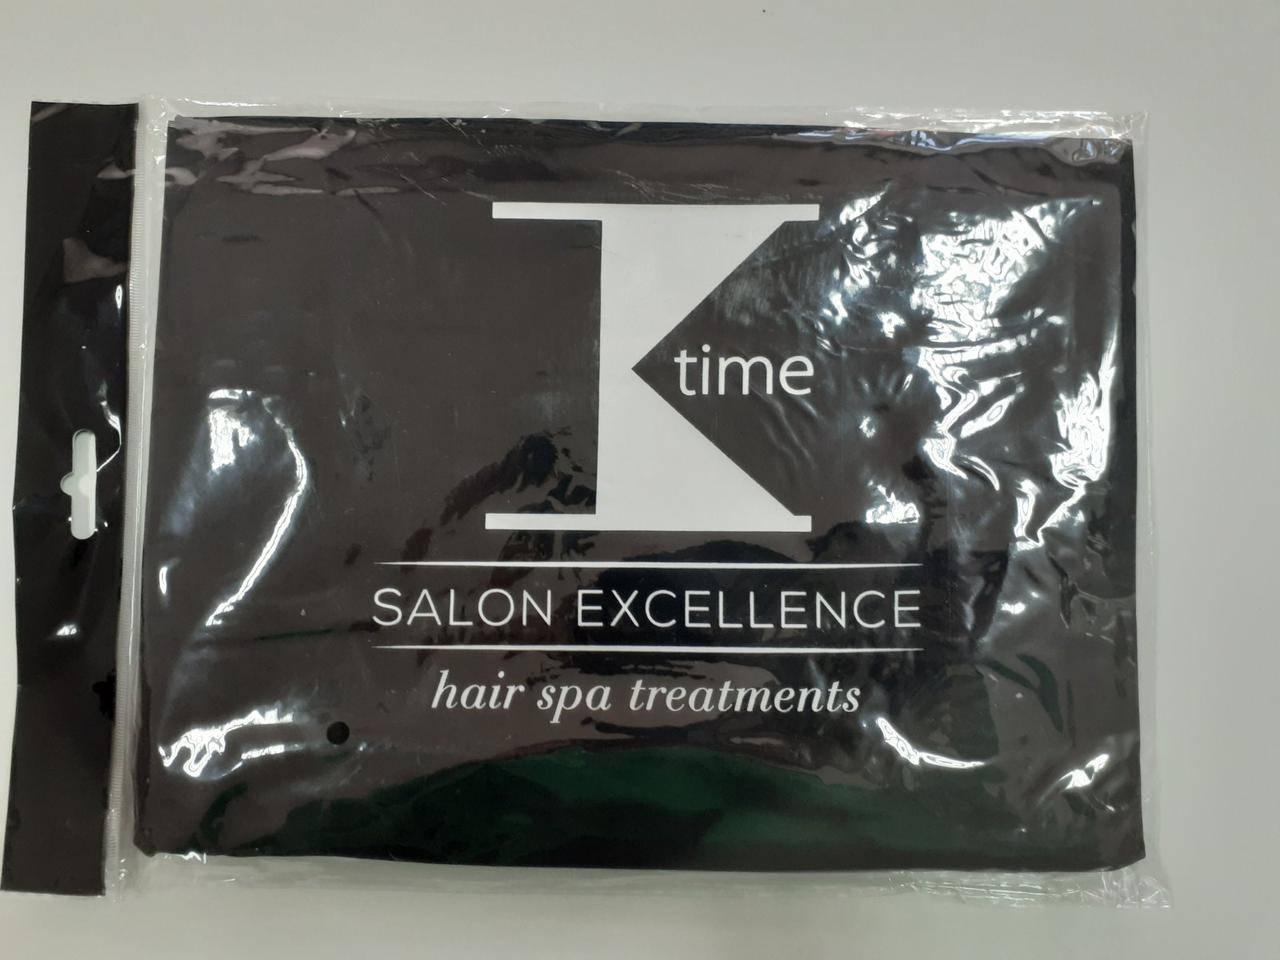 K
time
SALON EXCELLENCE
hair spa treatments